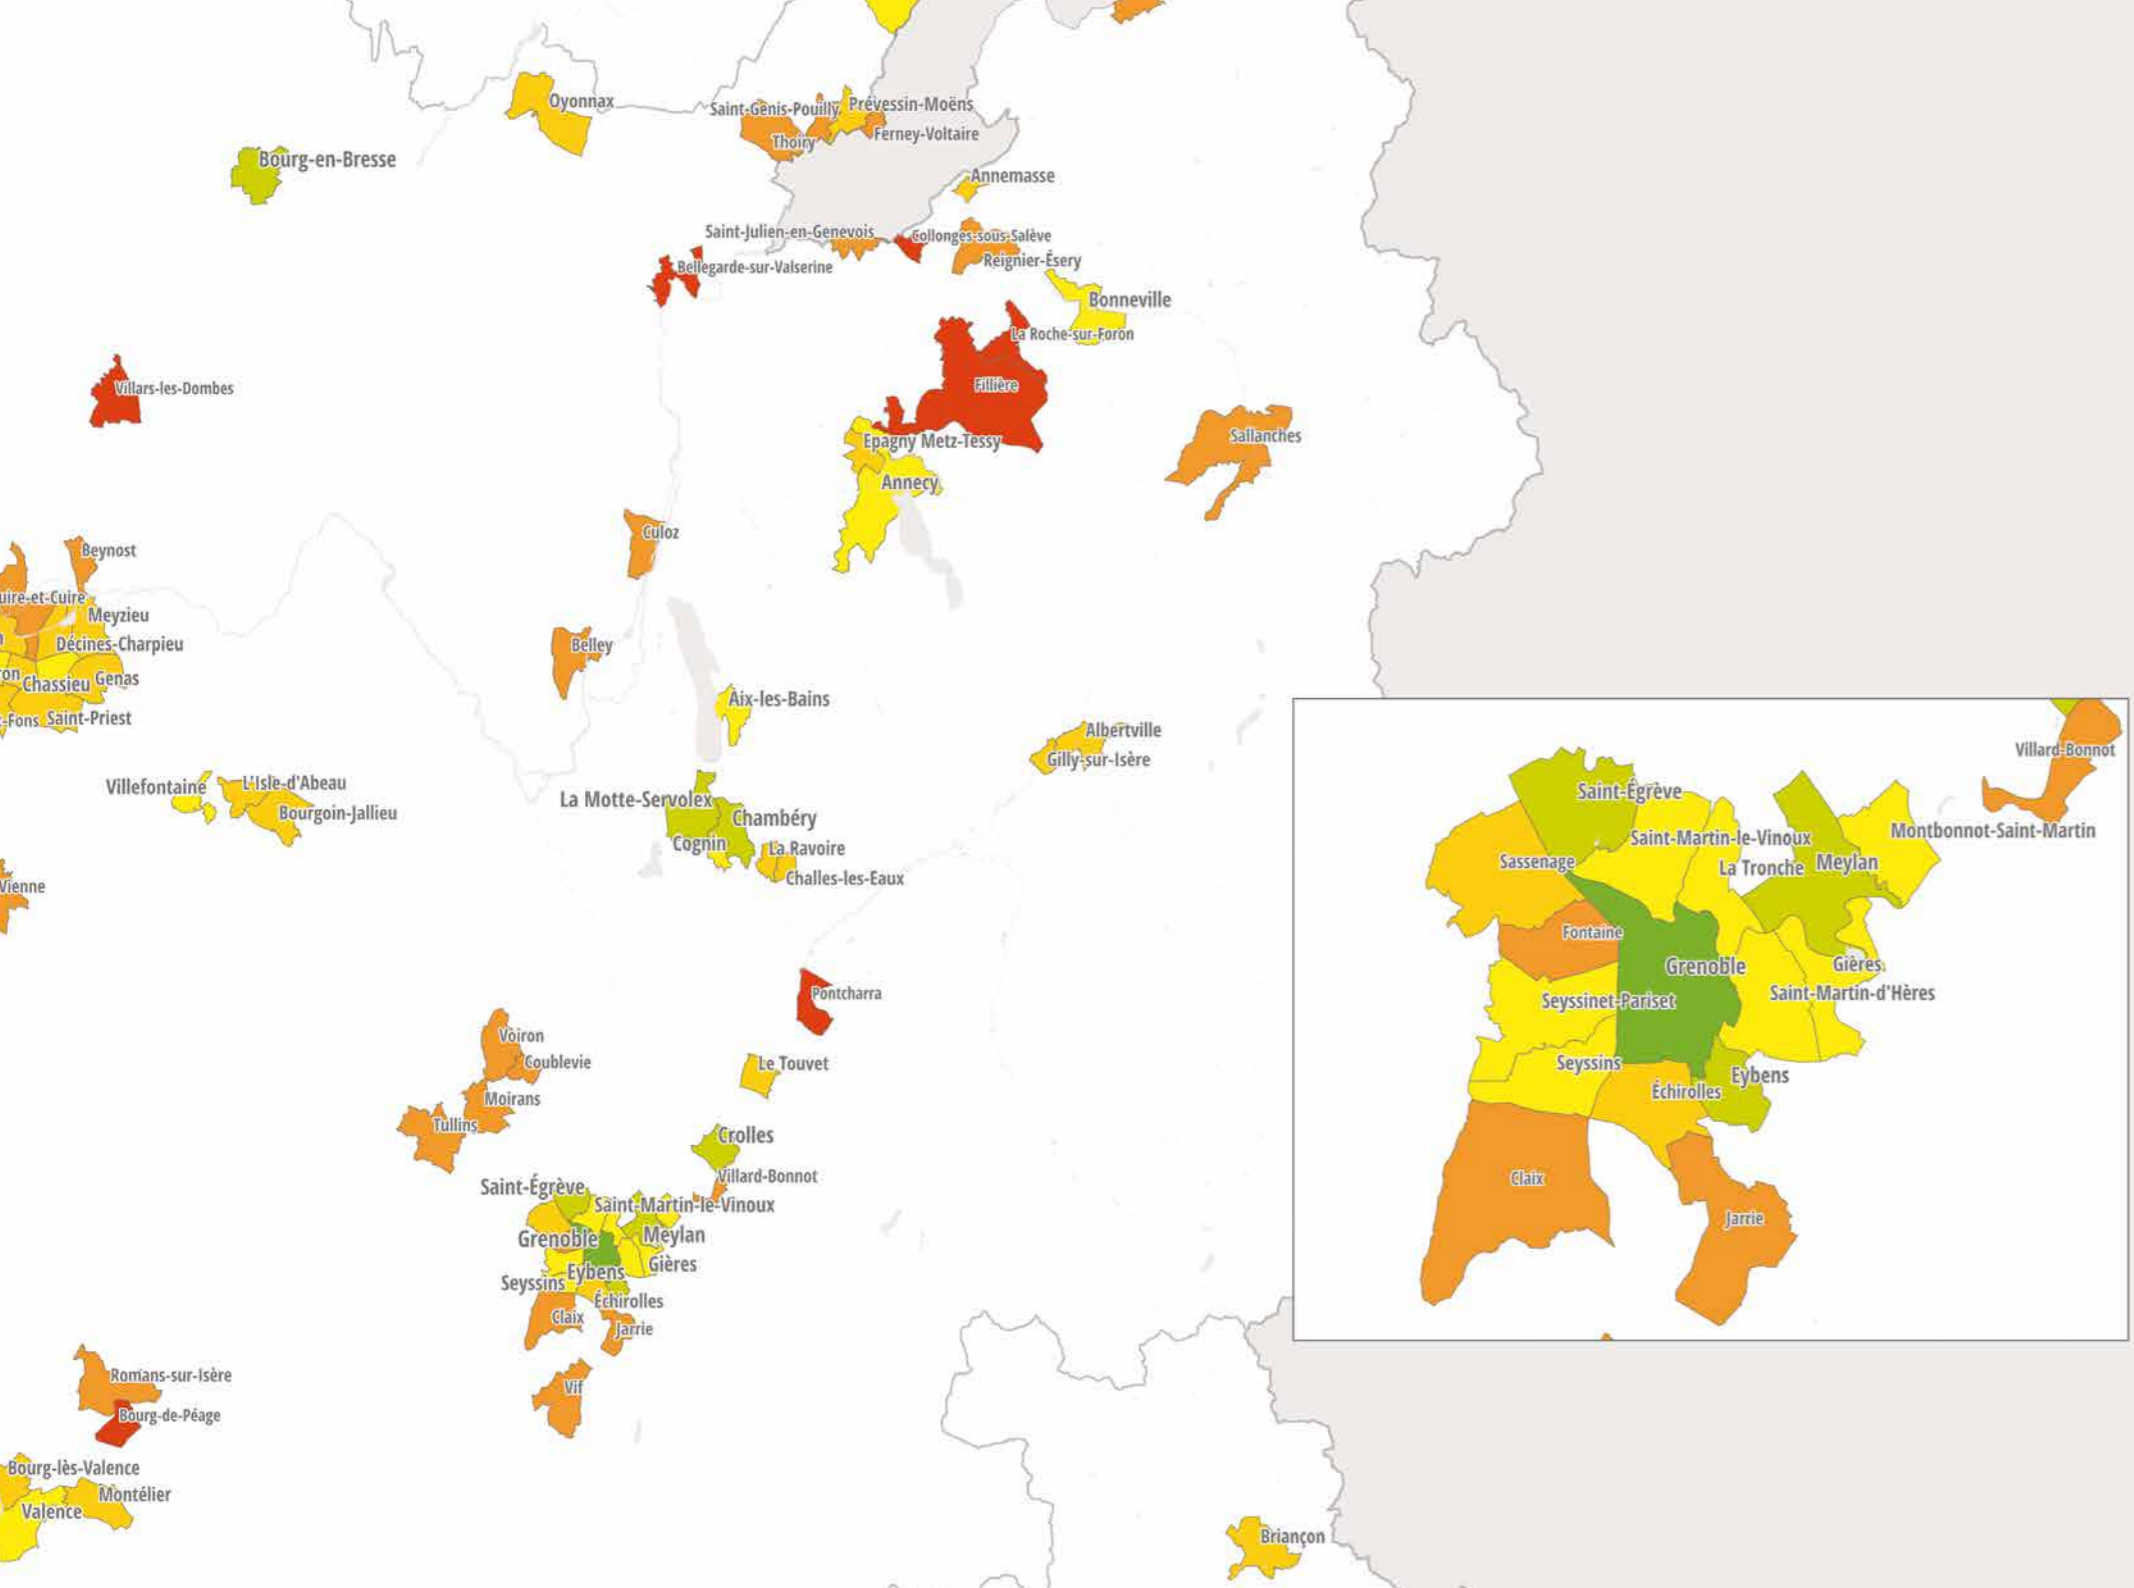 Oyonnax
Saint-Genis-Pouilly
Prévessin-Moëns
Thoiry
Ferney-Voltaire
Bourg-en-Bresse
Annemasse
Saint-Julien-en-Genevois
Collonges-sous-Salève
Reignier-Ésery
Bellegarde-sur-Valserine
Bonneville
La Roche-sur-Foron
Villars-les-Dombes
Fillière
Epagny Metz-Tessy
Sallanches
Annecy
Culoz
Beynost
uire-et-Cuire
Meyzieu
Décines-Charpieu
Belley
ron
Chassieu
Genas
-Fons
Saint-Priest
Aix-les-Bains
Albertville
Gilly-sur-Isère
Villefontaine
L'Isle-d'Abeau
Bourgoin-Jallieu
La Motte-Servolex
Chambéry
Cognin
La Ravoire
Challes-les-Eaux
Vienne
Pontcharra
Voiron
Coublevie
Le Touvet
Moirans
Tullins
Crolles
Villard-Bonnot
Saint-Égrève
Saint-Martin-le-Vinoux
Grenoble
Meylan
Gières
Eybens
Seyssins
Échirolles
Claix
Jarrie
Vif
Romans-sur-Isère
Bourg-de-Péage
Bourg-lès-Valence
Montélier
Valence
Briançon
Villard-Bonnot
Saint-Égrève
Saint-Martin-le-Vinoux
Montbonnot-Saint-Martin
Sassenage
La Tronche
Meylan
Fontaine
Grenoble
Gières
Seyssinet-Pariset
Saint-Martin-d'Hères
Seyssins
Échirolles
Eybens
Claix
Jarrie